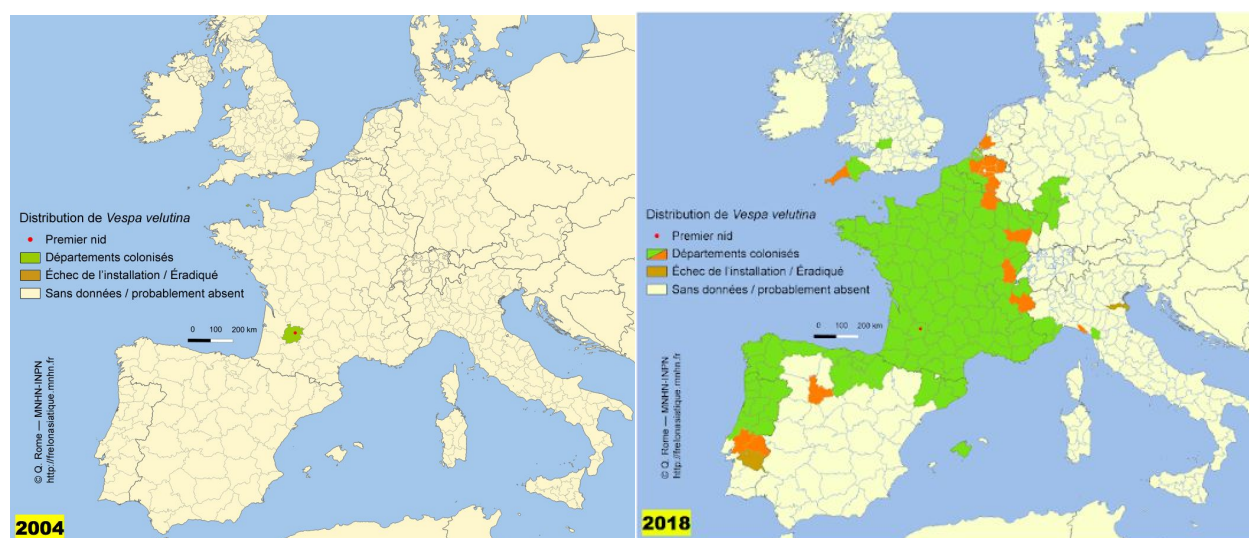 Distribution de Vespa velutina
Premier nid
Départements colonisés
Échec de l'installation / Éradiqué
Sans données / probablement absent
0 100 200 km
© Q. Rome — MNHN-INPN
http://frelonasiatique.mnhn.fr
2004
Distribution de Vespa velutina
Premier nid
Départements colonisés
Échec de l'installation / Éradiqué
Sans données / probablement absent
0 100 200 km
© Q. Rome — MNHN-INPN
http://frelonasiatique.mnhn.fr
2018